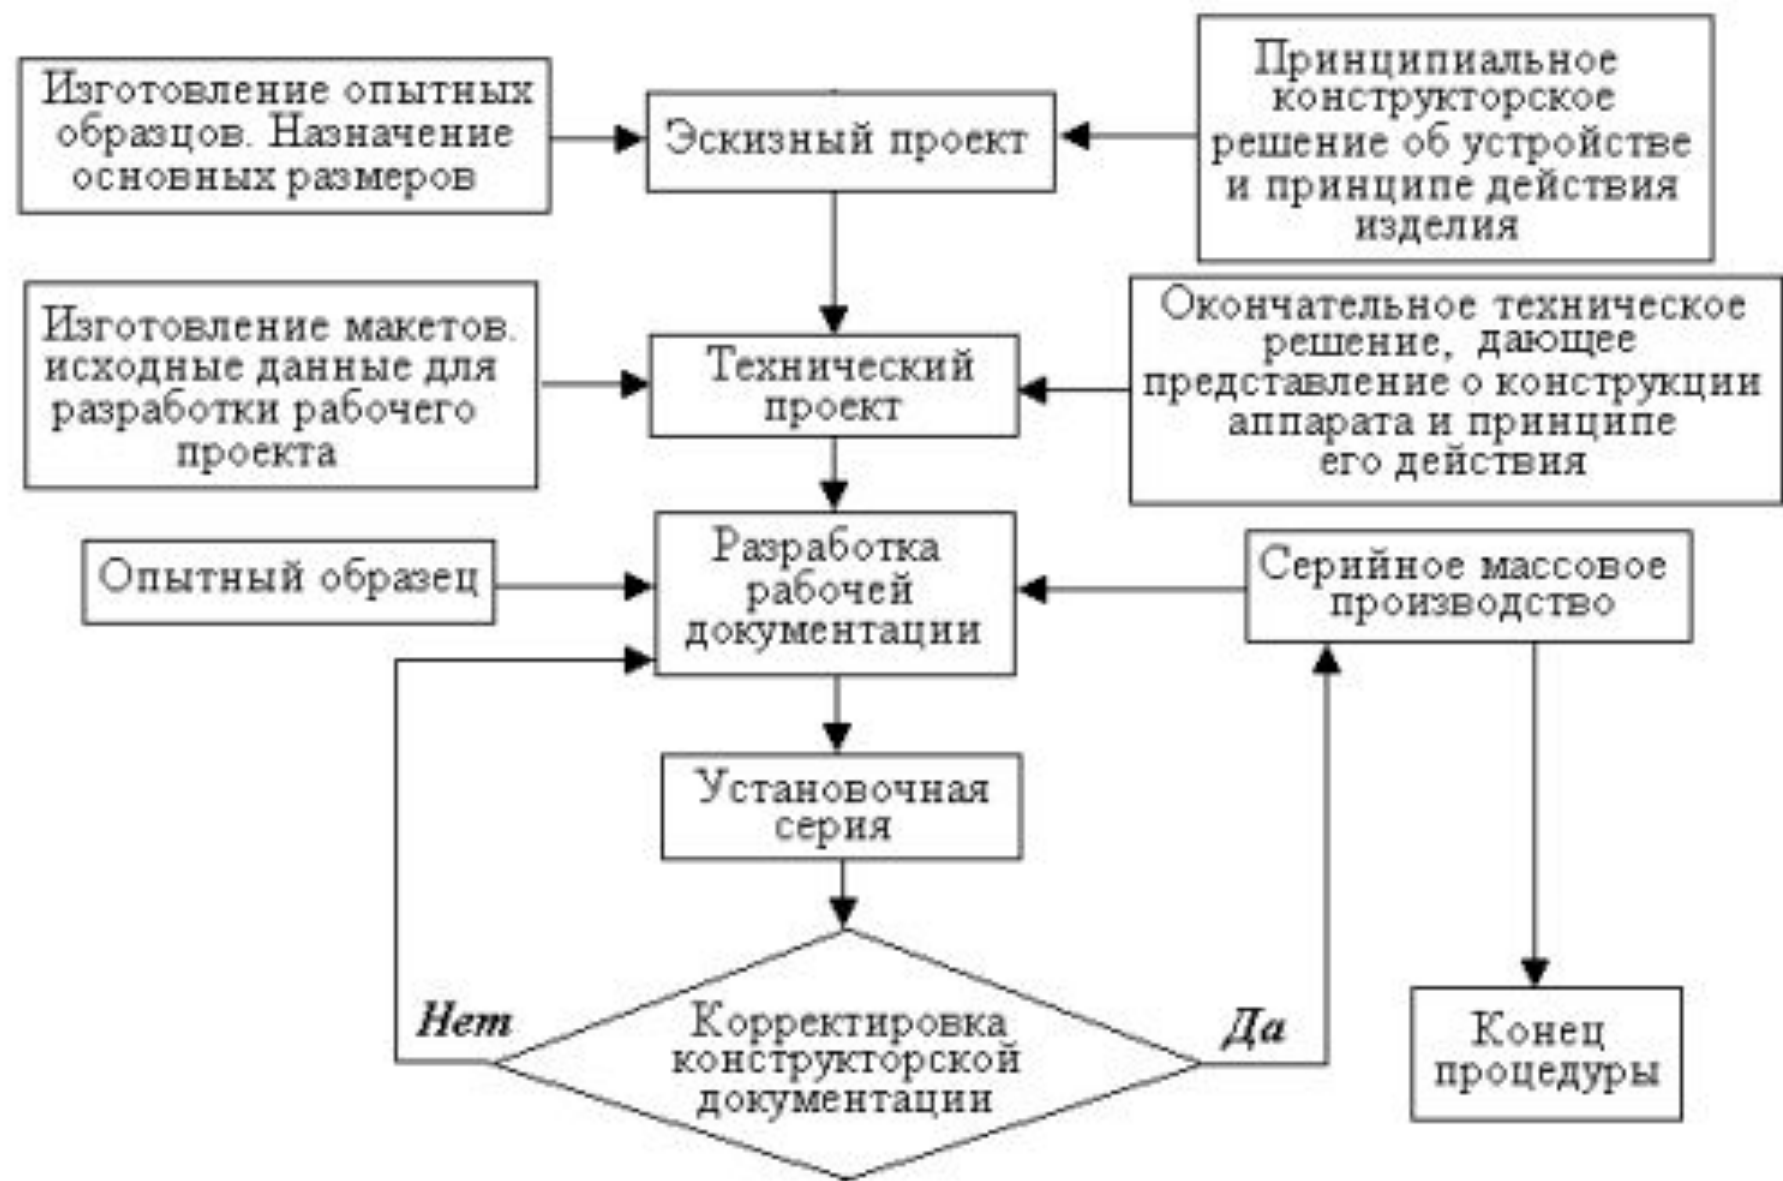 Изготовление опытных
образцов. Назначение
основных размеров
Эскизный проект
Принципиальное
конструкторское
решение об устройстве
и принципе действия
изделия
Изготовление макетов.
исходные данные для
разработки рабочего
проекта
Технический
проект
Окончательное техническое
решение, дающее
представление о конструкции
аппарата и принципе
его действия
Опытный образец
Разработка
рабочей
документации
Серийное массовое
производство
Установочная
серия
Нет
Корректировка
конструкторской
документации
Да
Конец
процедуры